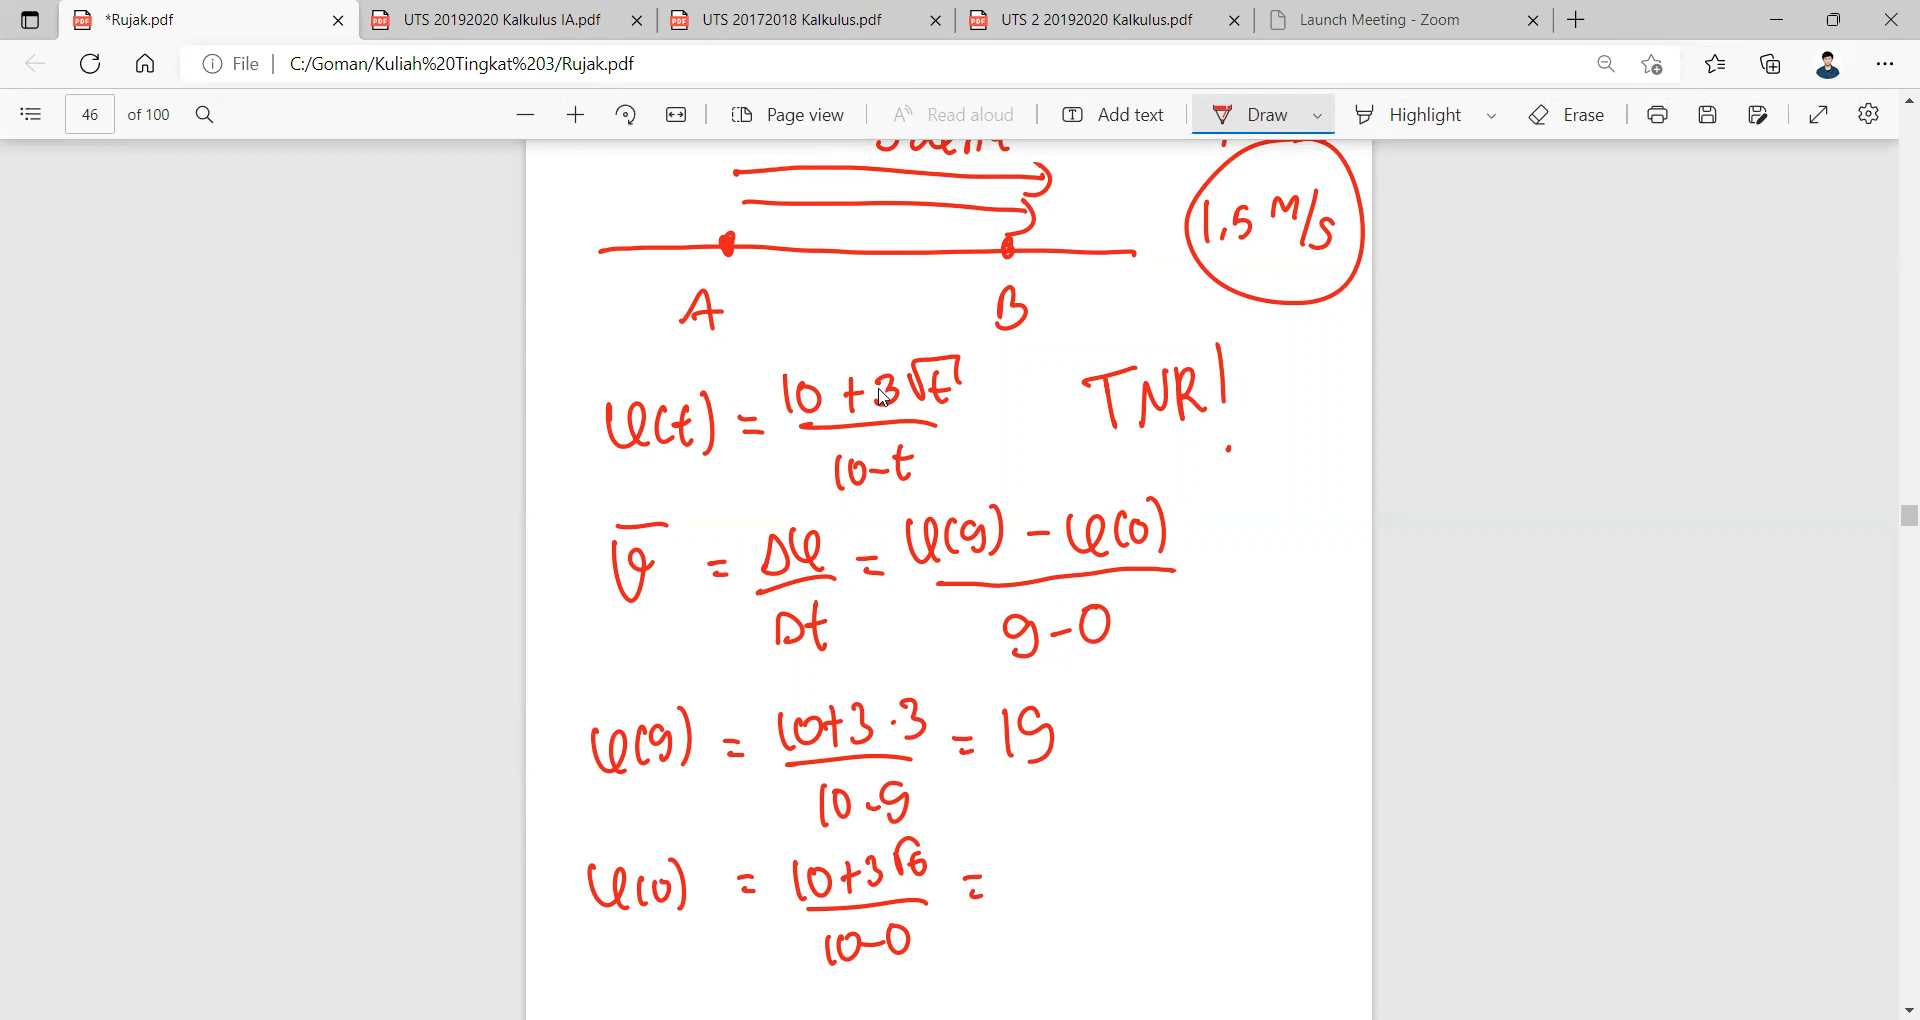 *Rujak.pdf
UTS 20192020 Kalkulus IA.pdf
UTS 20172018 Kalkulus.pdf
UTS 2 20192020 Kalkulus.pdf
Launch Meeting - Zoom
File
C:/Goman/Kuliah%20Tingkat%203/Rujak.pdf
46 of 100
Page view
Read aloud
Add text
Draw
Highlight
Erase
1,5 M/s
A B
φ(t) = (10 + 3√t)/(10-t)
TNR!
v̄ = Δφ/Δt = (φ(9) - φ(0))/(9-0)
φ(9) = (10+3·3)/(10-9) = 19
φ(0) = (10+3√0)/(10-0) =